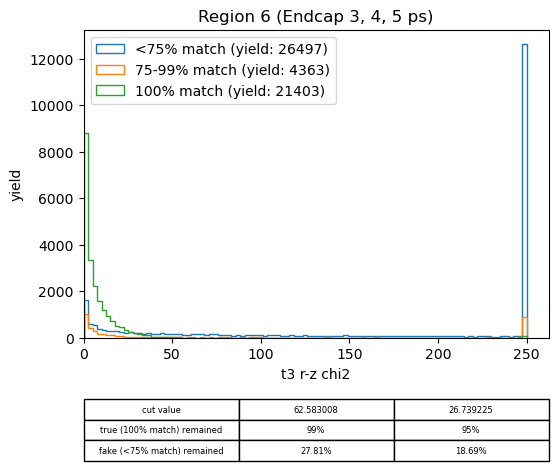 Region 6 (Endcap 3, 4, 5 ps)
<75% match (yield: 26497)
75-99% match (yield: 4363)
100% match (yield: 21403)
12000
10000
8000
6000
4000
2000
0
yield
0 50 100 150 200 250
t3 r-z chi2
cut value 62.583008 26.739225
true (100% match) remained 99% 95%
fake (<75% match) remained 27.81% 18.69%